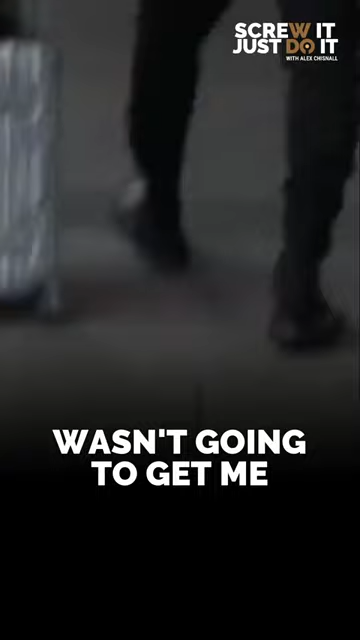 SCREW IT
JUST DO IT
WITH ALEX CHISNALL
WASN'T GOING
TO GET ME